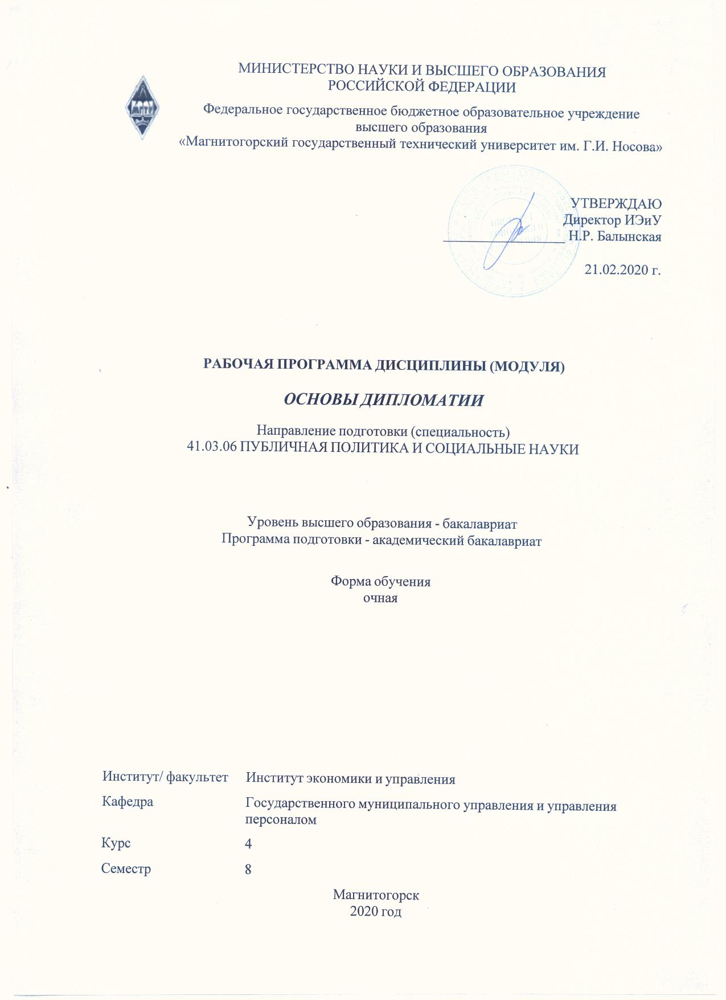 МИНИСТЕРСТВО НАУКИ И ВЫСШЕГО ОБРАЗОВАНИЯ
РОССИЙСКОЙ ФЕДЕРАЦИИ
Федеральное государственное бюджетное образовательное учреждение
высшего образования
«Магнитогорский государственный технический университет им. Г.И. Носова»
УТВЕРЖДАЮ
Директор ИЭиУ
Н.Р. Балынская
21.02.2020 г.
РАБОЧАЯ ПРОГРАММА ДИСЦИПЛИНЫ (МОДУЛЯ)
ОСНОВЫ ДИПЛОМАТИИ
Направление подготовки (специальность)
41.03.06 ПУБЛИЧНАЯ ПОЛИТИКА И СОЦИАЛЬНЫЕ НАУКИ
Уровень высшего образования - бакалавриат
Программа подготовки - академический бакалавриат
Форма обучения
очная
Институт/ факультет Институт экономики и управления
Кафедра Государственного муниципального управления и управления
персоналом
Курс 4
Семестр 8
Магнитогорск
2020 год